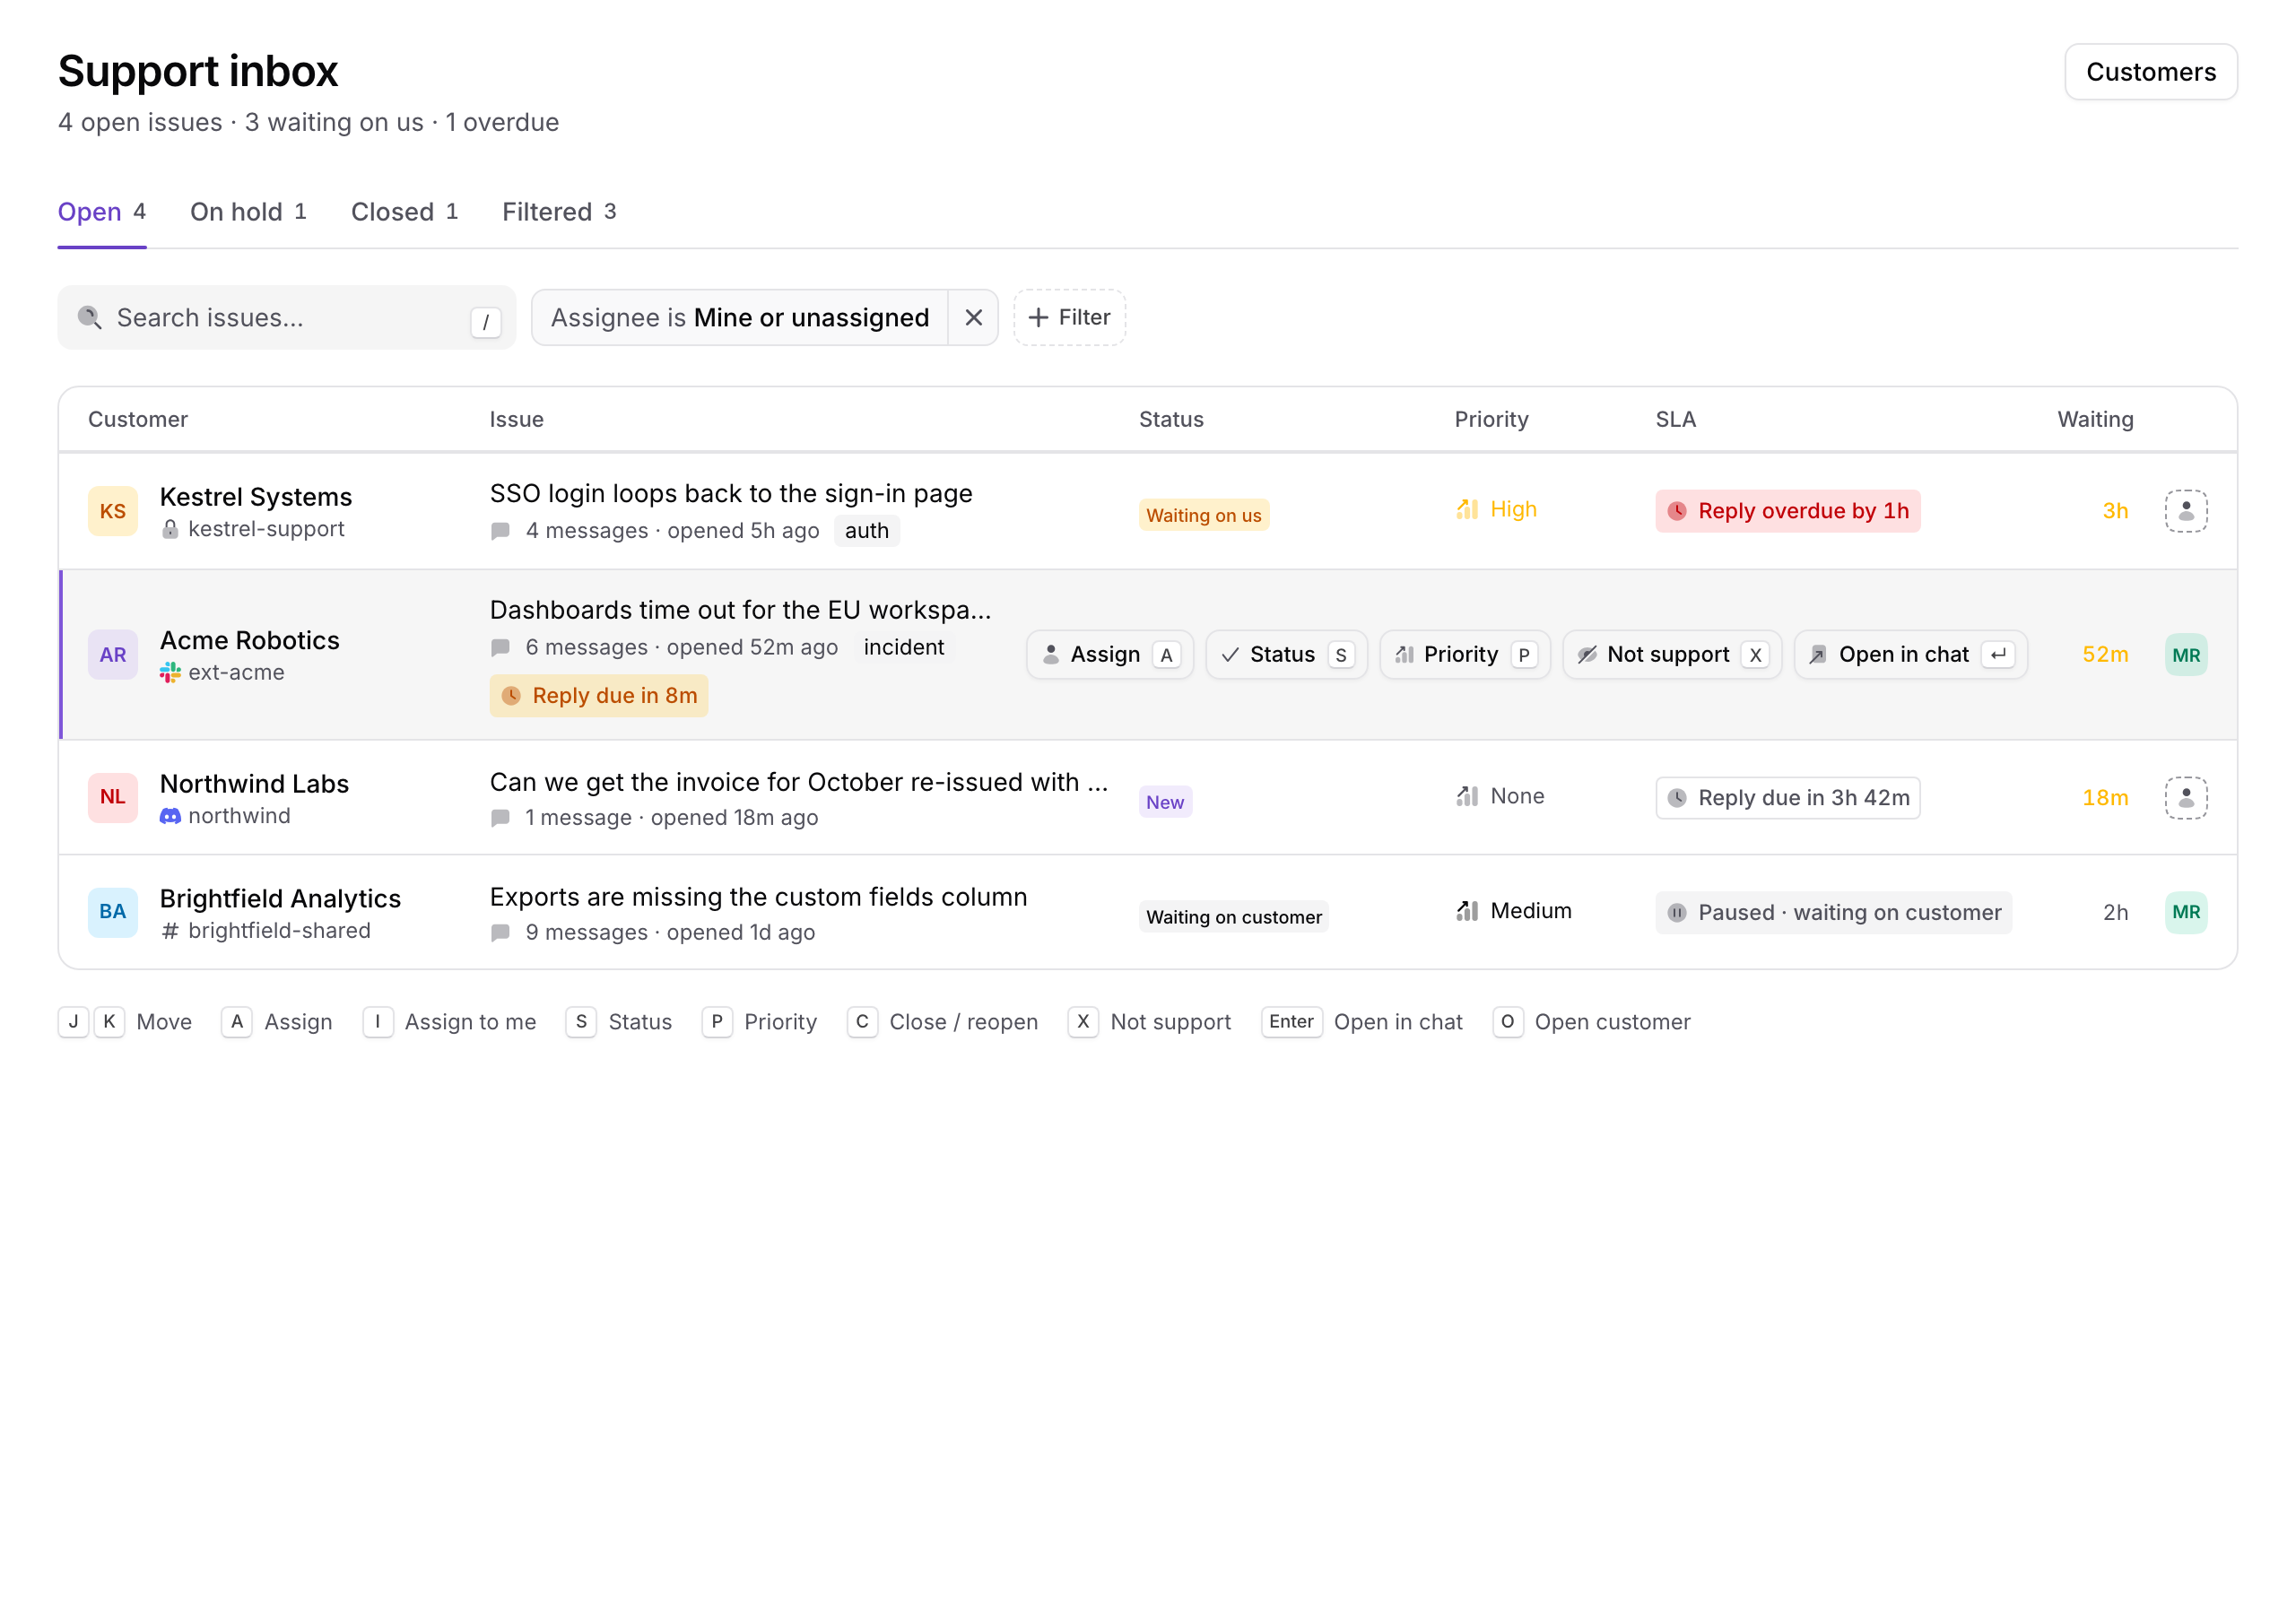 Support inbox
Customers
4 open issues · 3 waiting on us · 1 overdue
Open 4 On hold 1 Closed 1 Filtered 3
Search issues... / Assignee is Mine or unassigned Filter
Customer Issue Status Priority SLA Waiting
KS Kestrel Systems
kestrel-support
SSO login loops back to the sign-in page
4 messages · opened 5h ago auth
Waiting on us High Reply overdue by 1h 3h
AR Acme Robotics
ext-acme
Dashboards time out for the EU workspa...
6 messages · opened 52m ago incident
Reply due in 8m
Assign A Status S Priority P Not support X Open in chat ↵ 52m MR
NL Northwind Labs
northwind
Can we get the invoice for October re-issued with ...
1 message · opened 18m ago
New None Reply due in 3h 42m 18m
BA Brightfield Analytics
# brightfield-shared
Exports are missing the custom fields column
9 messages · opened 1d ago
Waiting on customer Medium Paused · waiting on customer 2h MR
J K Move A Assign I Assign to me S Status P Priority C Close / reopen X Not support Enter Open in chat O Open customer